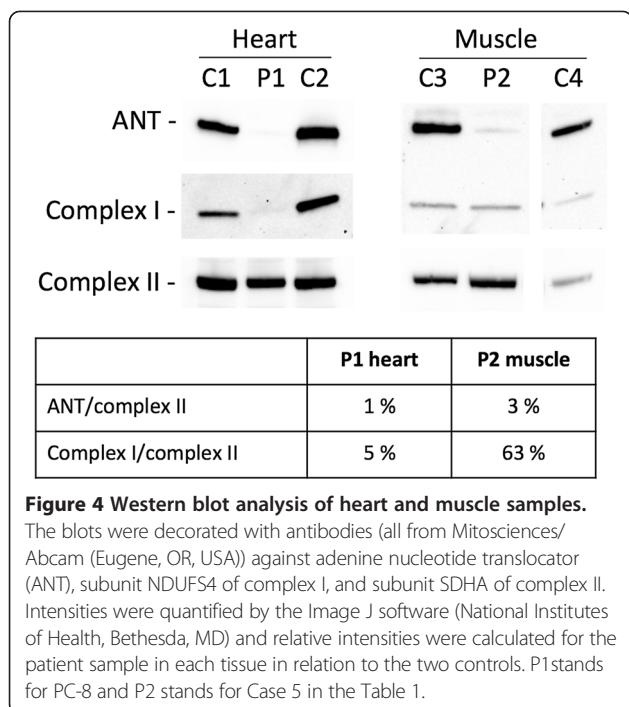 Heart Muscle
C1 P1 C2 C3 P2 C4
ANT -
Complex I -
Complex II -
P1 heart P2 muscle
ANT/complex II 1 % 3 %
Complex I/complex II 5 % 63 %
Figure 4 Western blot analysis of heart and muscle samples.
The blots were decorated with antibodies (all from Mitosciences/
Abcam (Eugene, OR, USA)) against adenine nucleotide translocator
(ANT), subunit NDUFS4 of complex I, and subunit SDHA of complex II.
Intensities were quantified by the Image J software (National Institutes
of Health, Bethesda, MD) and relative intensities were calculated for the
patient sample in each tissue in relation to the two controls. P1stands
for PC-8 and P2 stands for Case 5 in the Table 1.